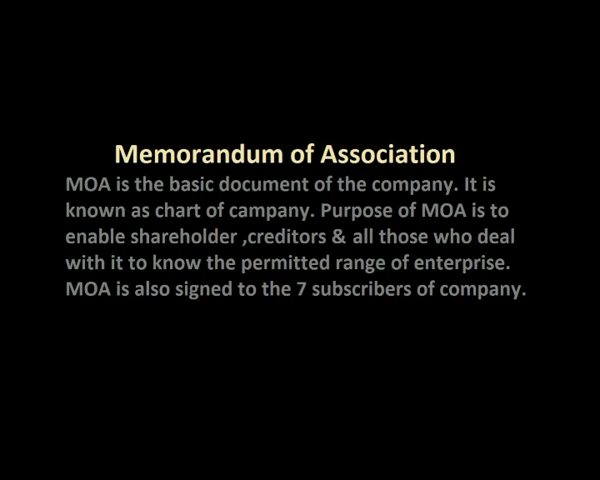 Memorandum of Association
MOA is the basic document of the company. It is
known as chart of campany. Purpose of MOA is to
enable shareholder ,creditors & all those who deal
with it to know the permitted range of enterprise.
MOA is also signed to the 7 subscribers of company.